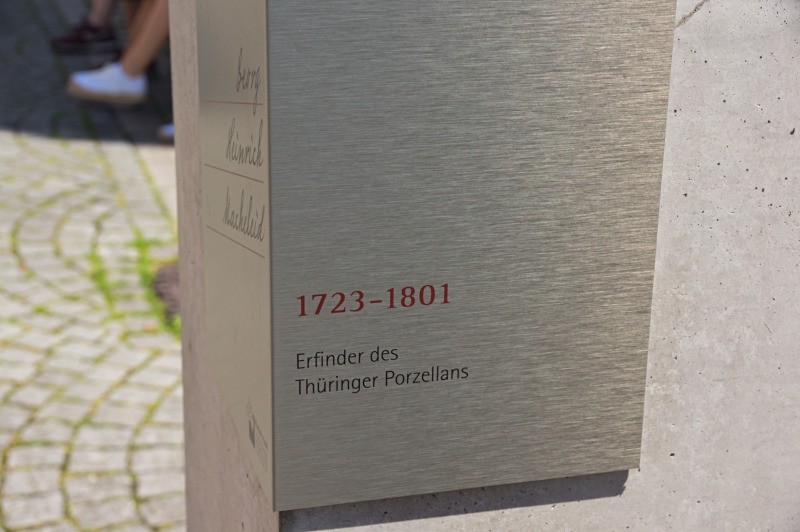 Georg
Heinrich
Macheleid
1723–1801
Erfinder des
Thüringer Porzellans